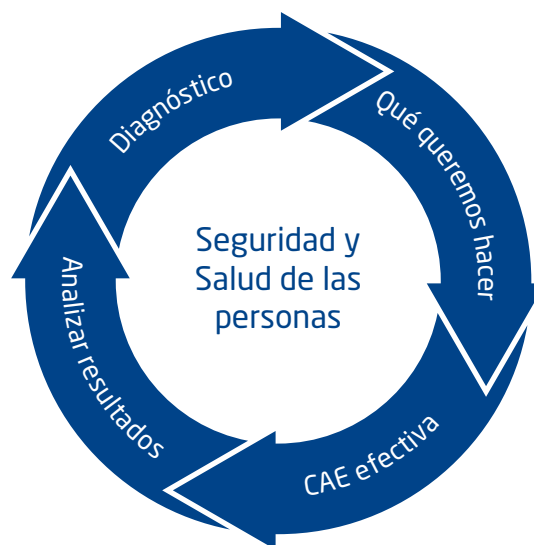 Diagnóstico
Qué queremos hacer
CAE efectiva
Analizar resultados
Seguridad y
Salud de las
personas